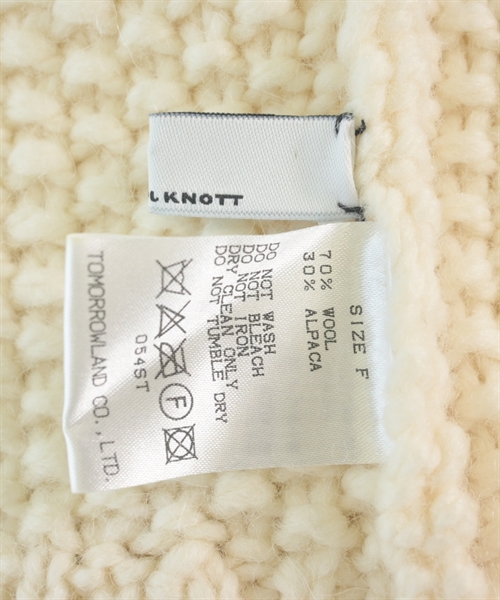 L KNOTT
SIZE F
70% WOOL
30% ALPACA
DO NOT WASH
DO NOT BLEACH
DO NOT IRON
DRY CLEAN ONLY
DO NOT TUMBLE DRY
F
054ST
TOMORROWLAND CO.,LTD.